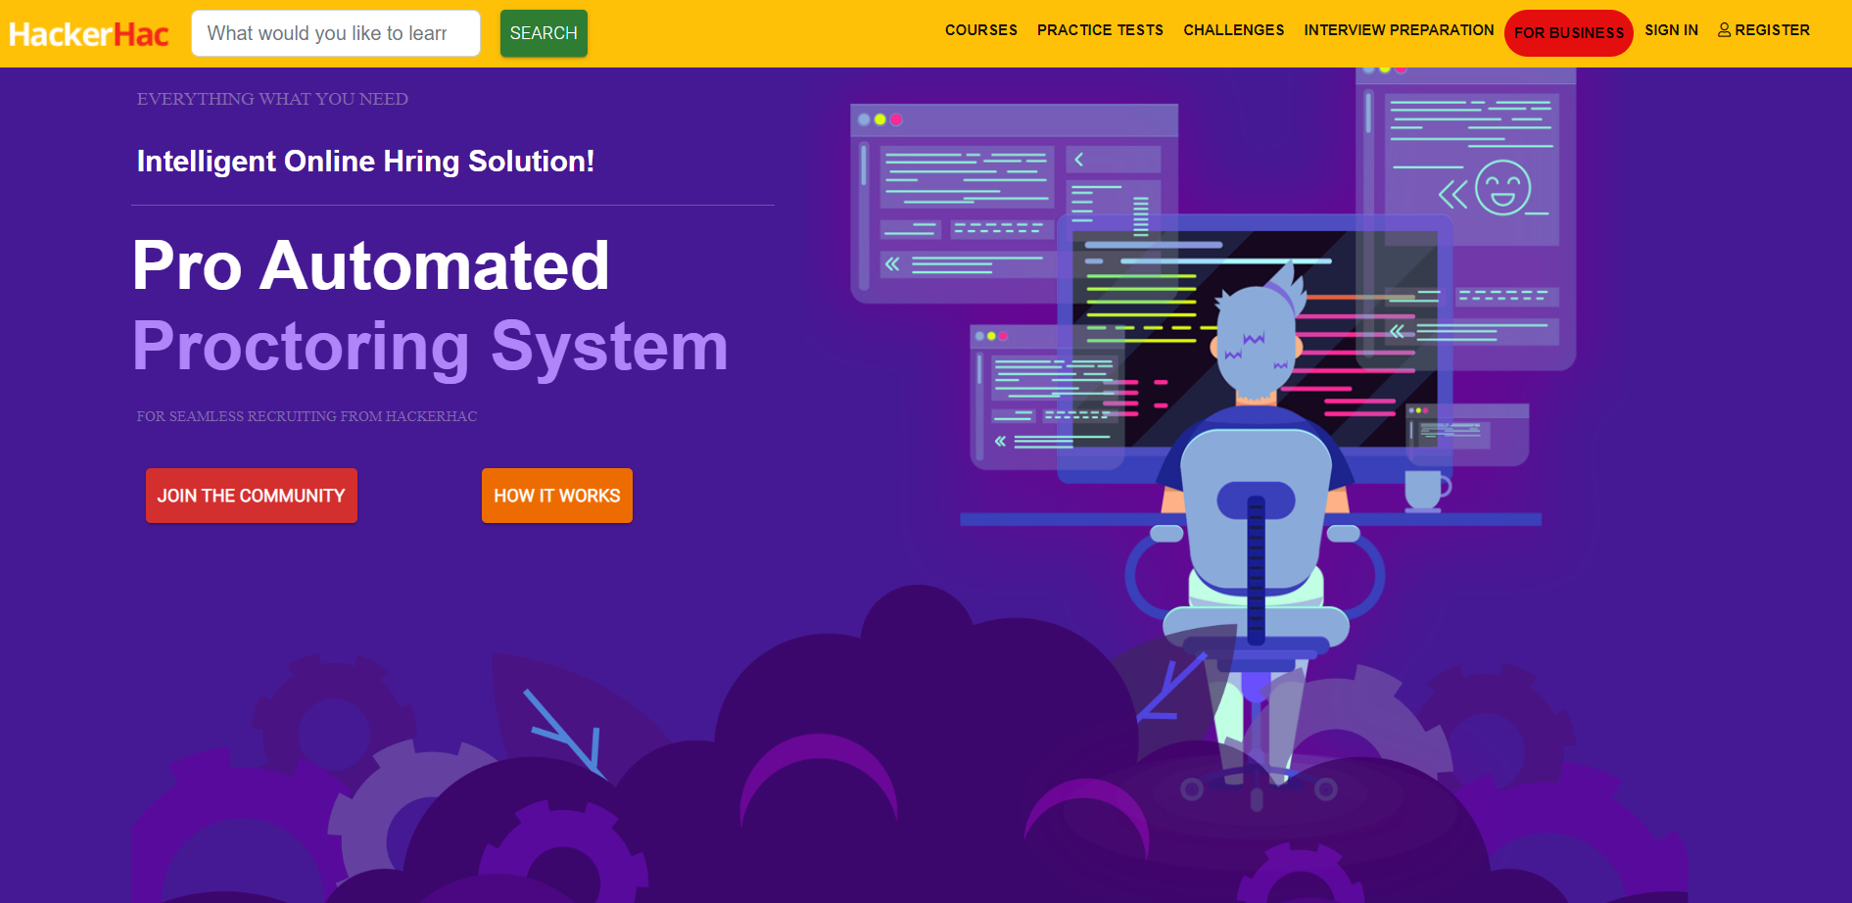 HackerHac
What would you like to learr
SEARCH
COURSES
PRACTICE TESTS
CHALLENGES
INTERVIEW PREPARATION
FOR BUSINESS
SIGN IN
REGISTER
EVERYTHING WHAT YOU NEED
Intelligent Online Hring Solution!
Pro Automated
Proctoring System
FOR SEAMLESS RECRUITING FROM HACKERHAC
JOIN THE COMMUNITY
HOW IT WORKS